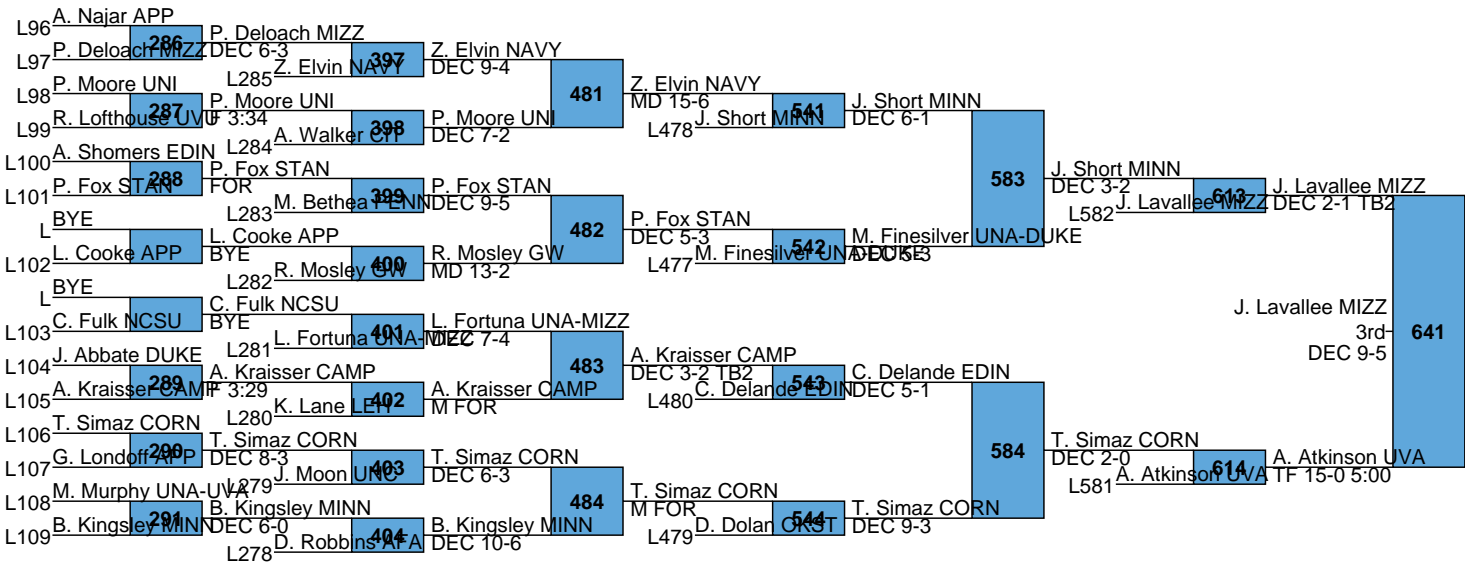 L96 A. Najar APP
286
L97 P. Deloach MIZZ
P. Deloach MIZZ
DEC 6-3
397
L285 Z. Elvin NAVY
Z. Elvin NAVY
DEC 9-4
L98 P. Moore UNI
287
L99 R. Lofthouse UVU
P. Moore UNI
F 3:34
398
L284 A. Walker CIT
P. Moore UNI
DEC 7-2
481
Z. Elvin NAVY
MD 15-6
541
L478 J. Short MINN
J. Short MINN
DEC 6-1
L100 A. Shomers EDIN
288
L101 P. Fox STAN
P. Fox STAN
FOR
399
L283 M. Bethea PENN
P. Fox STAN
DEC 9-5
L BYE
L102 L. Cooke APP
L. Cooke APP
BYE
400
L282 R. Mosley GW
R. Mosley GW
MD 13-2
482
P. Fox STAN
DEC 5-3
542
L477 M. Finesilver UNA-DUKE
M. Finesilver UNA-DUKE
DEC 5-3
583
J. Short MINN
DEC 3-2
613
L582 J. Lavallee MIZZ
J. Lavallee MIZZ
DEC 2-1 TB2
L BYE
L103 C. Fulk NCSU
C. Fulk NCSU
BYE
401
L281 L. Fortuna UNA-MIZZ
L. Fortuna UNA-MIZZ
DEC 7-4
L104 J. Abbate DUKE
289
L105 A. Kraisser CAMP
A. Kraisser CAMP
F 3:29
402
L280 K. Lane LEH
A. Kraisser CAMP
M FOR
483
A. Kraisser CAMP
DEC 3-2 TB2
543
L480 C. Delande EDIN
C. Delande EDIN
DEC 5-1
L106 T. Simaz CORN
290
L107 G. Londoff APP
T. Simaz CORN
DEC 8-3
403
L279 J. Moon UNC
T. Simaz CORN
DEC 6-3
L108 M. Murphy UNA-UVA
291
L109 B. Kingsley MINN
B. Kingsley MINN
DEC 6-0
404
L278 D. Robbins AFA
B. Kingsley MINN
DEC 10-6
484
T. Simaz CORN
M FOR
544
L479 D. Dolan OKST
T. Simaz CORN
DEC 9-3
584
T. Simaz CORN
DEC 2-0
614
L581 A. Atkinson UVA
A. Atkinson UVA
TF 15-0 5:00
641
J. Lavallee MIZZ
3rd
DEC 9-5